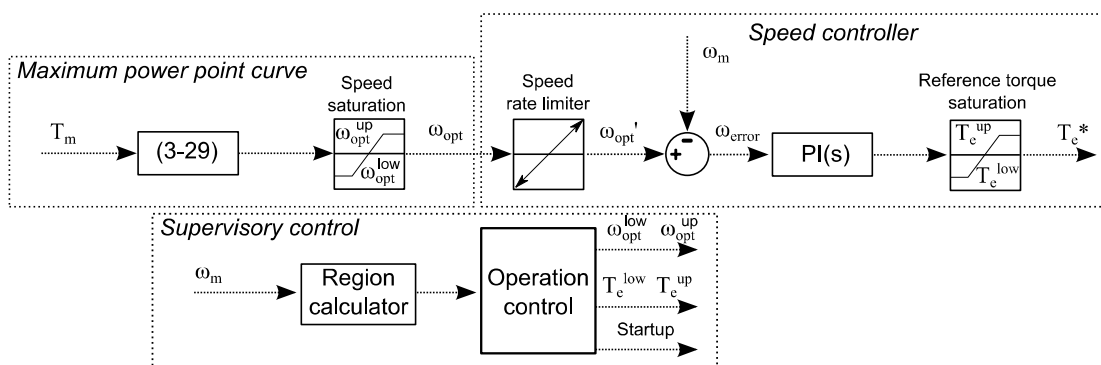 Speed controller
Maximum power point curve
ω_m
Speed
saturation
Speed
rate limiter
Reference torque
saturation
T_m
(3-29)
ω_opt^up
ω_opt^low
ω_opt
ω_opt'
+
-
ω_error
PI(s)
T_e^up
T_e^low
T_e*
Supervisory control
ω_m
Region
calculator
Operation
control
ω_opt^low ω_opt^up
T_e^low T_e^up
Startup